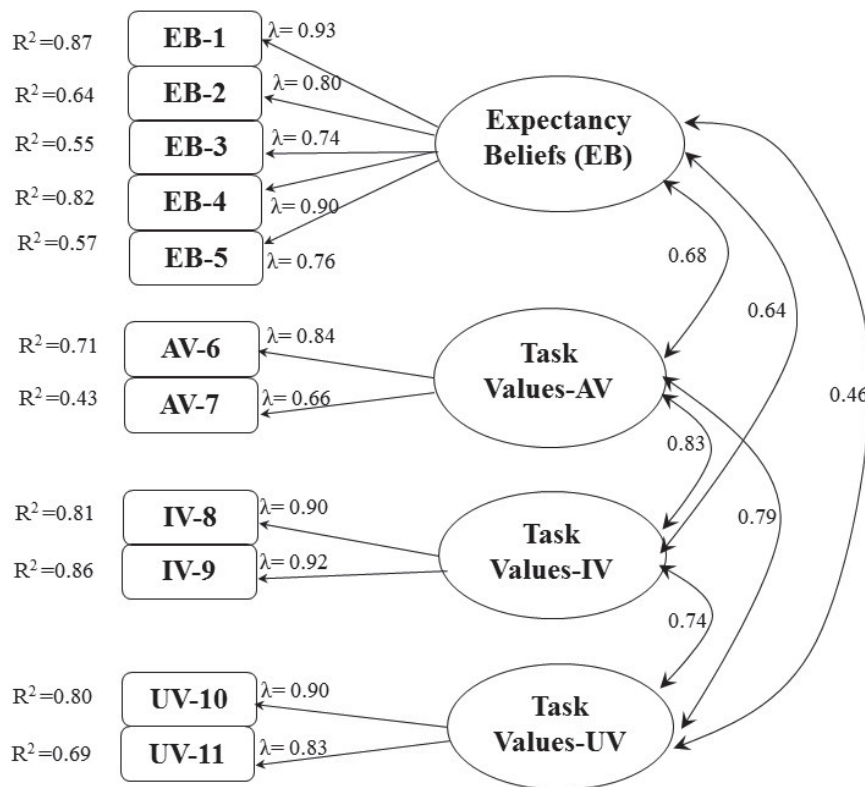 R²=0.87 EB-1 λ= 0.93
R²=0.64 EB-2 λ= 0.80
R²=0.55 EB-3 λ= 0.74
R²=0.82 EB-4 λ= 0.90
R²=0.57 EB-5 λ= 0.76
Expectancy
Beliefs (EB)
0.68
0.64
0.46
R²=0.71 AV-6 λ= 0.84
R²=0.43 AV-7 λ= 0.66
Task
Values-AV
0.83
0.79
R²=0.81 IV-8 λ= 0.90
R²=0.86 IV-9 λ= 0.92
Task
Values-IV
0.74
R²=0.80 UV-10 λ= 0.90
R²=0.69 UV-11 λ= 0.83
Task
Values-UV